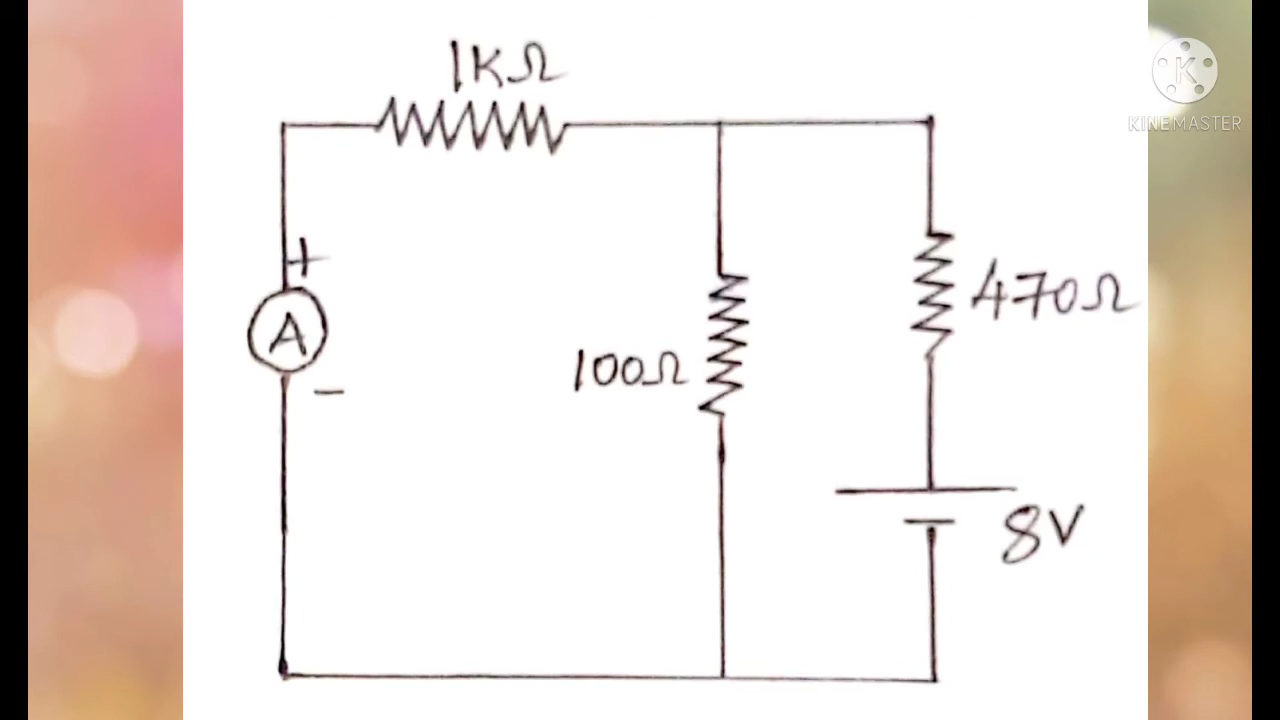 1KΩ
K
KINEMASTER
+
A
-
100Ω
470Ω
8V